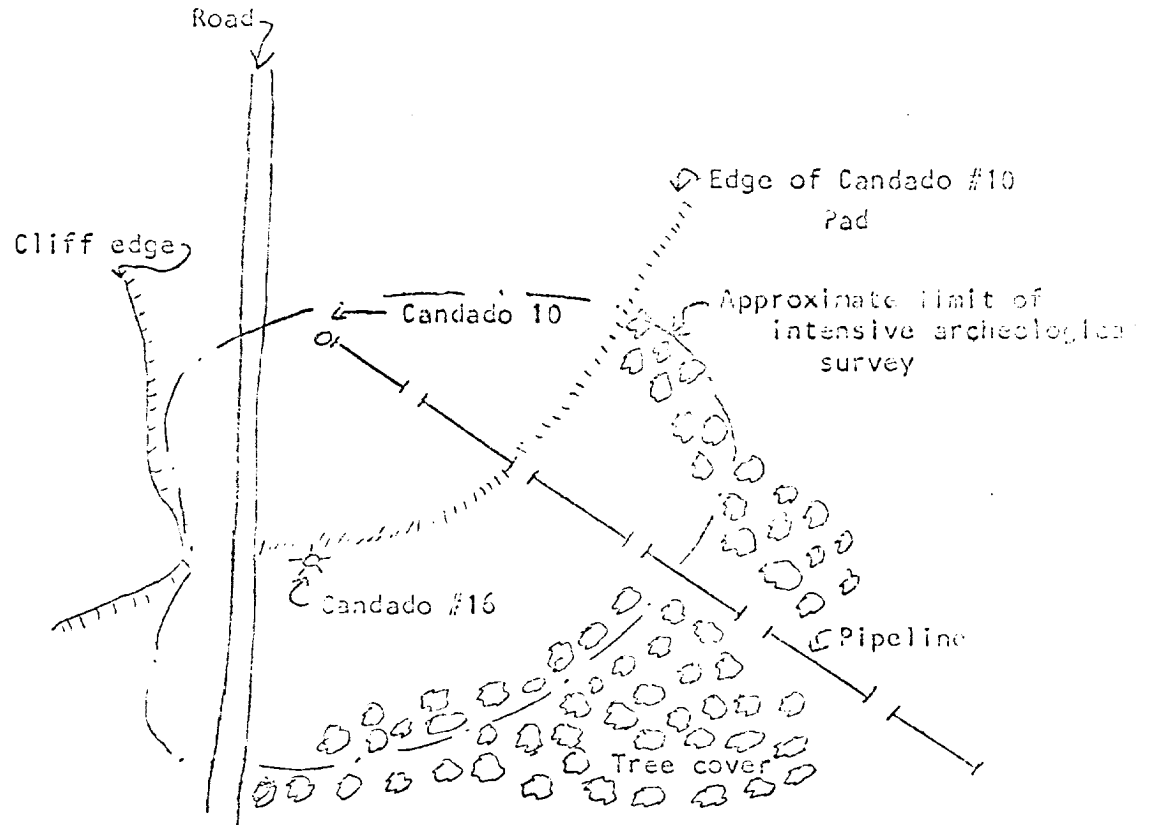 Road
Edge of Candado #10
Pad
Cliff edge
Approximate limit of
Candado 10
intensive archeological
survey
Candado #16
Pipeline
Tree cover